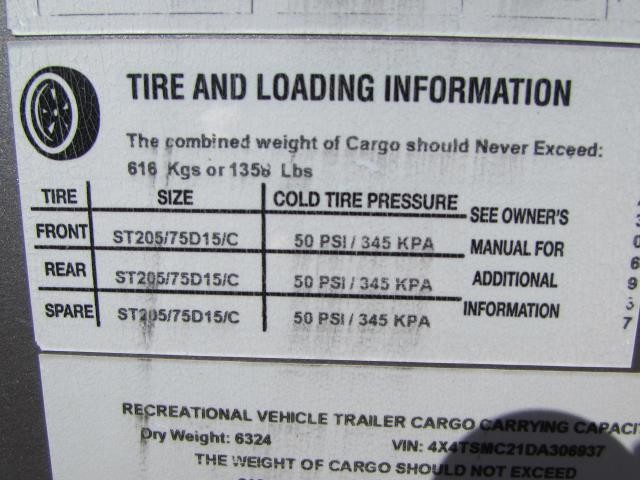 TIRE AND LOADING INFORMATION
The combined weight of Cargo should Never Exceed:
616 Kgs or 1358 Lbs
TIRE SIZE COLD TIRE PRESSURE SEE OWNER'S
FRONT ST205/75D15/C 50 PSI / 345 KPA MANUAL FOR
REAR ST205/75D15/C 50 PSI / 345 KPA ADDITIONAL
SPARE ST205/75D15/C 50 PSI / 345 KPA INFORMATION
RECREATIONAL VEHICLE TRAILER CARGO CARRYING CAPACIT
Dry Weight: 6324 VIN: 4X4TSMC21DA306937
THE WEIGHT OF CARGO SHOULD NOT EXCEED